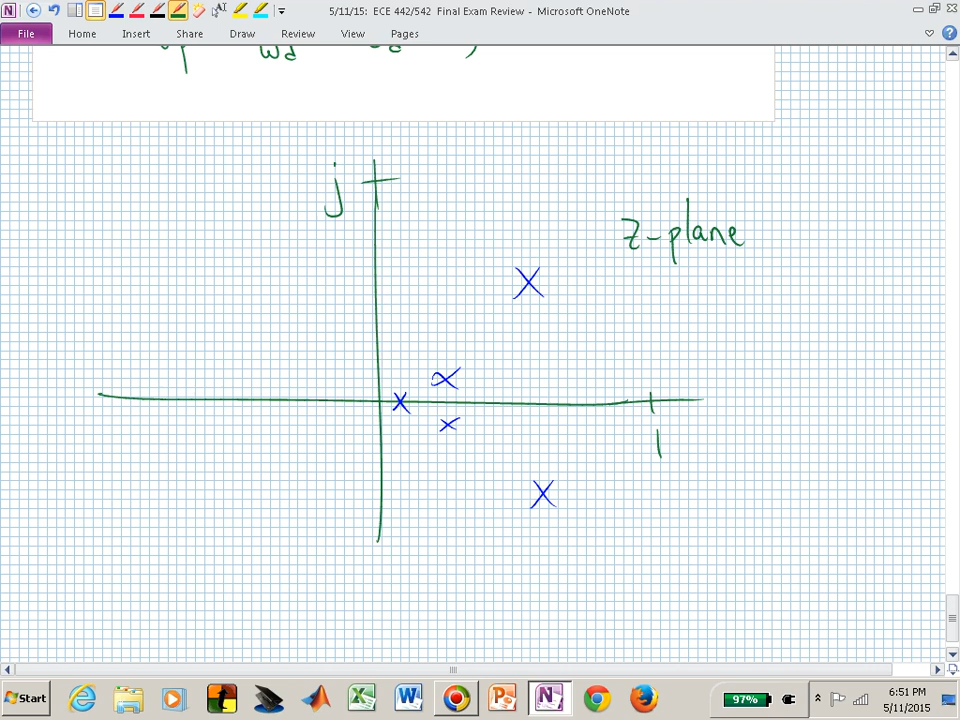 5/11/15: ECE 442/542 Final Exam Review - Microsoft OneNote
File Home Insert Share Draw Review View Pages
j
z-plane
1
Start
97%
6:51 PM
5/11/2015